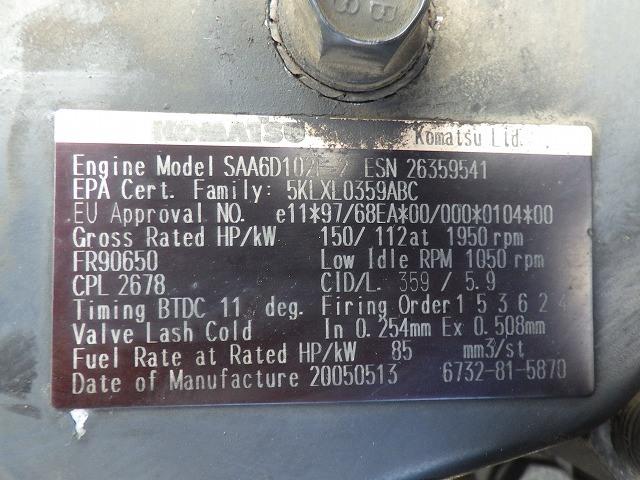 KOMATSU Komatsu Ltd.
Engine Model SAA6D102E-2 ESN 26359541
EPA Cert. Family: 5KLXL0359ABC
EU Approval NO. e11*97/68EA*00/000*0104*00
Gross Rated HP/kW 150/112at 1950rpm
FR90650 Low Idle RPM 1050 rpm
CPL 2678 CID/L. 359 / 5.9
Timing BTDC 11 deg. Firing Order 1 5 3 6 2 4
Valve Lash Cold In 0.254mm Ex 0.508mm
Fuel Rate at Rated HP/kW 85 mm3/st
Date of Manufacture 20050513 6732-81-5870